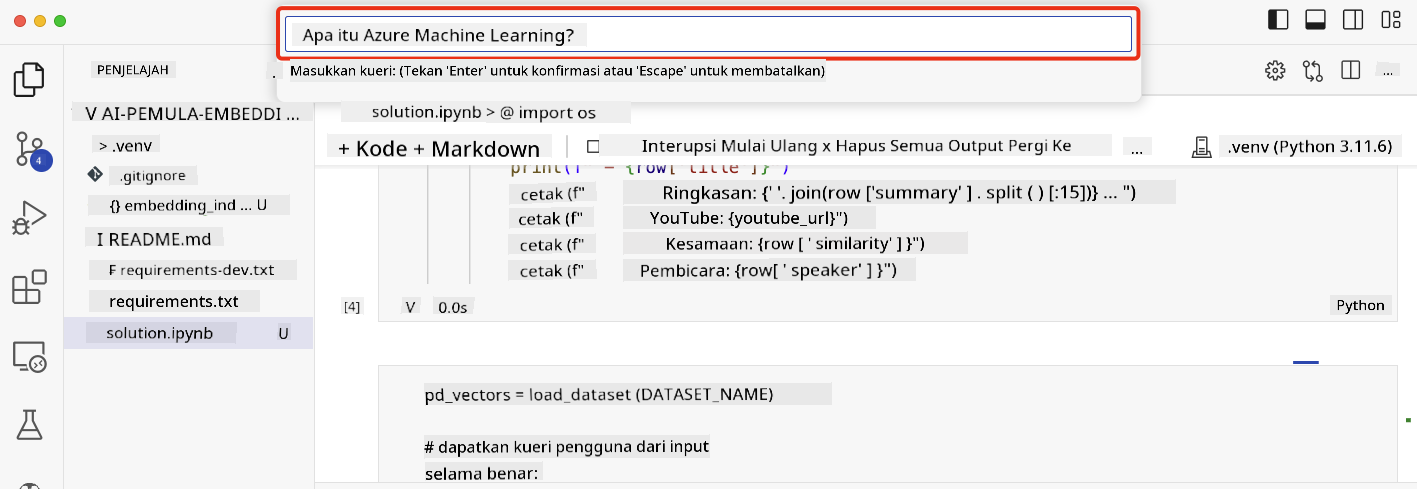 Apa itu Azure Machine Learning?
Masukkan kueri: (Tekan 'Enter' untuk konfirmasi atau 'Escape' untuk membatalkan)
PENJELAJAH
...
V AI-PEMULA-EMBEDDI ...
> .venv
4
.gitignore
{} embedding_ind ... U
I README.md
F requirements-dev.txt
requirements.txt
solution.ipynb U
solution.ipynb > @ import os
+ Kode + Markdown
Interupsi Mulai Ulang x Hapus Semua Output Pergi Ke
...
.venv (Python 3.11.6)
print(f" = {row['title']}")
cetak (f" Ringkasan: {' '. join(row ['summary' ] . split ( ) [:15])} ... ")
cetak (f" YouTube: {youtube_url}")
cetak (f" Kesamaan: {row [ ' similarity' ] }")
cetak (f" Pembicara: {row[ ' speaker' ] }")
[4] V 0.0s
Python
pd_vectors = load_dataset (DATASET_NAME)
# dapatkan kueri pengguna dari input
selama benar: